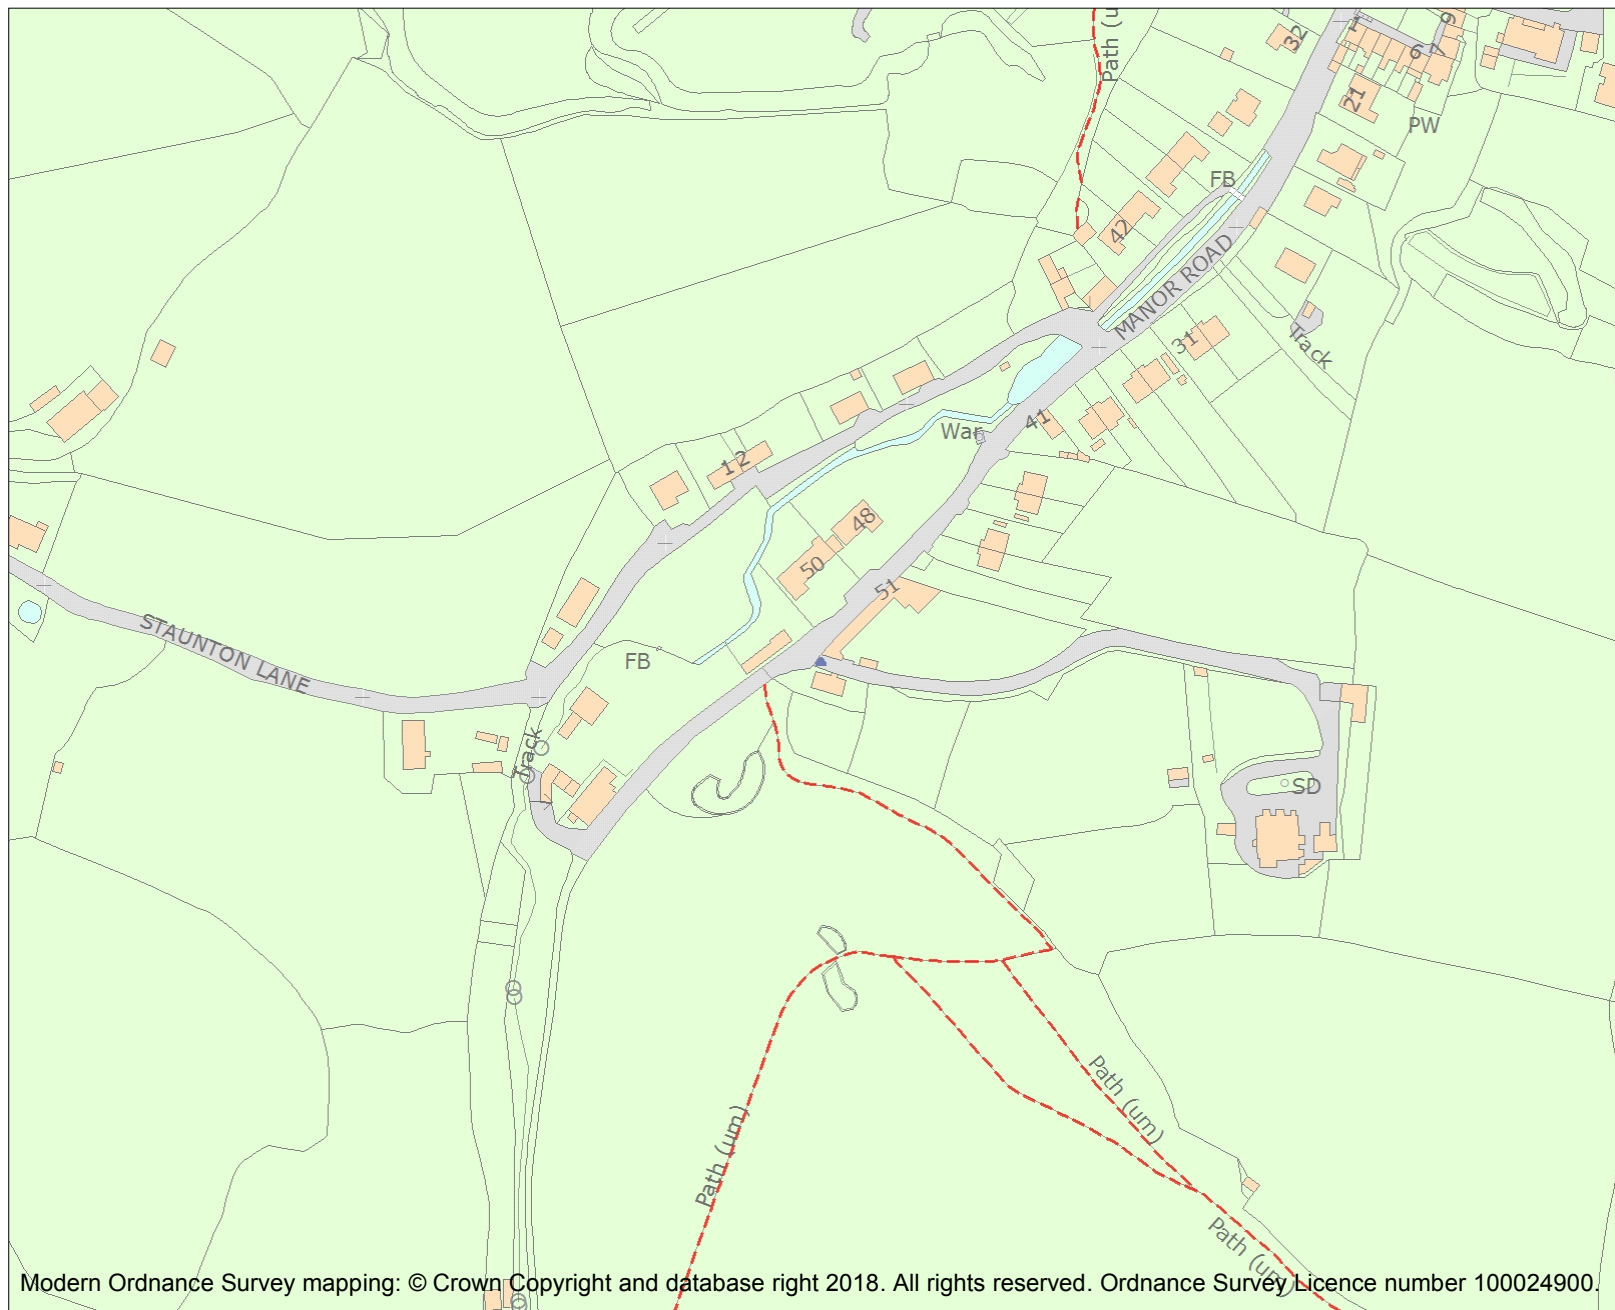 Path (u
32
1
6 7
9
21
PW
FB
42
MANOR ROAD
31
Track
41
War
1 2
48
50
51
STAUNTON LANE
FB
Track
SD
Path (um)
Path (um)
Path (um)
Modern Ordnance Survey mapping: © Crown Copyright and database right 2018. All rights reserved. Ordnance Survey Licence number 100024900.